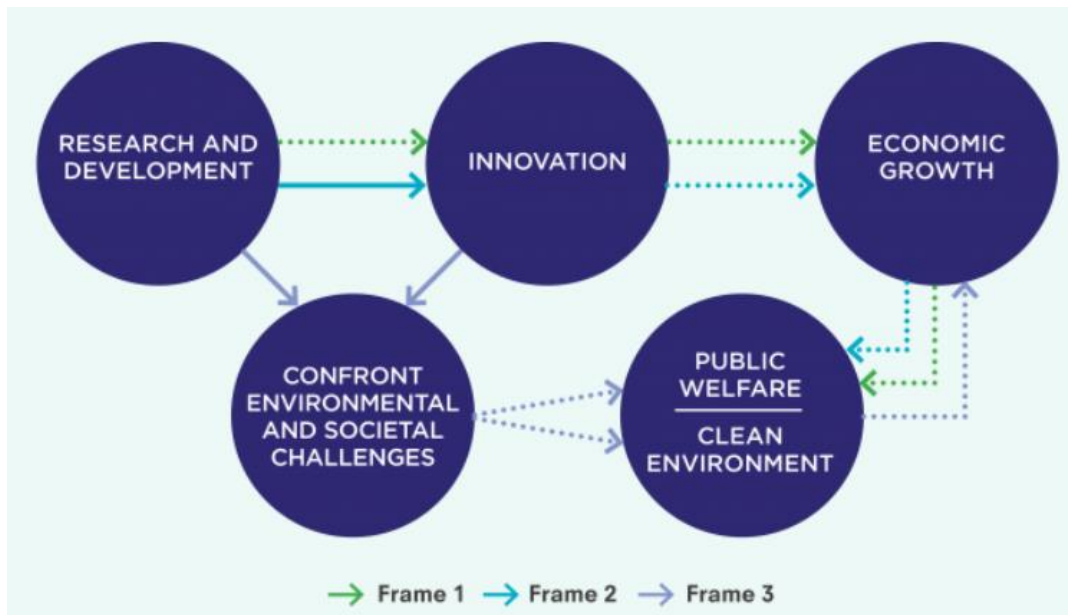 RESEARCH AND
DEVELOPMENT
INNOVATION
ECONOMIC
GROWTH
CONFRONT
ENVIRONMENTAL
AND SOCIETAL
CHALLENGES
PUBLIC
WELFARE
CLEAN
ENVIRONMENT
Frame 1 Frame 2 Frame 3